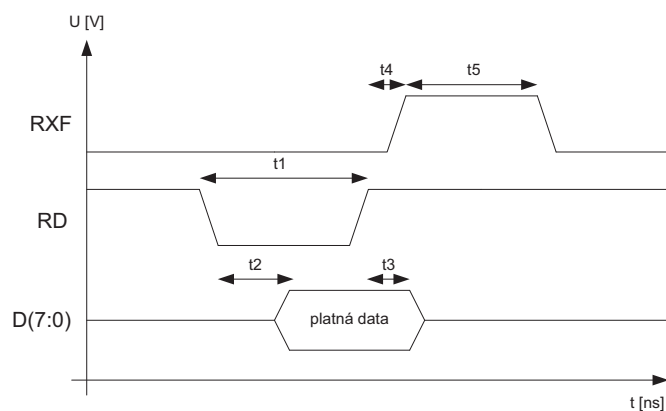 U [V]
t4
t5
RXF
t1
RD
t2
t3
D(7:0)
platná data
t [ns]